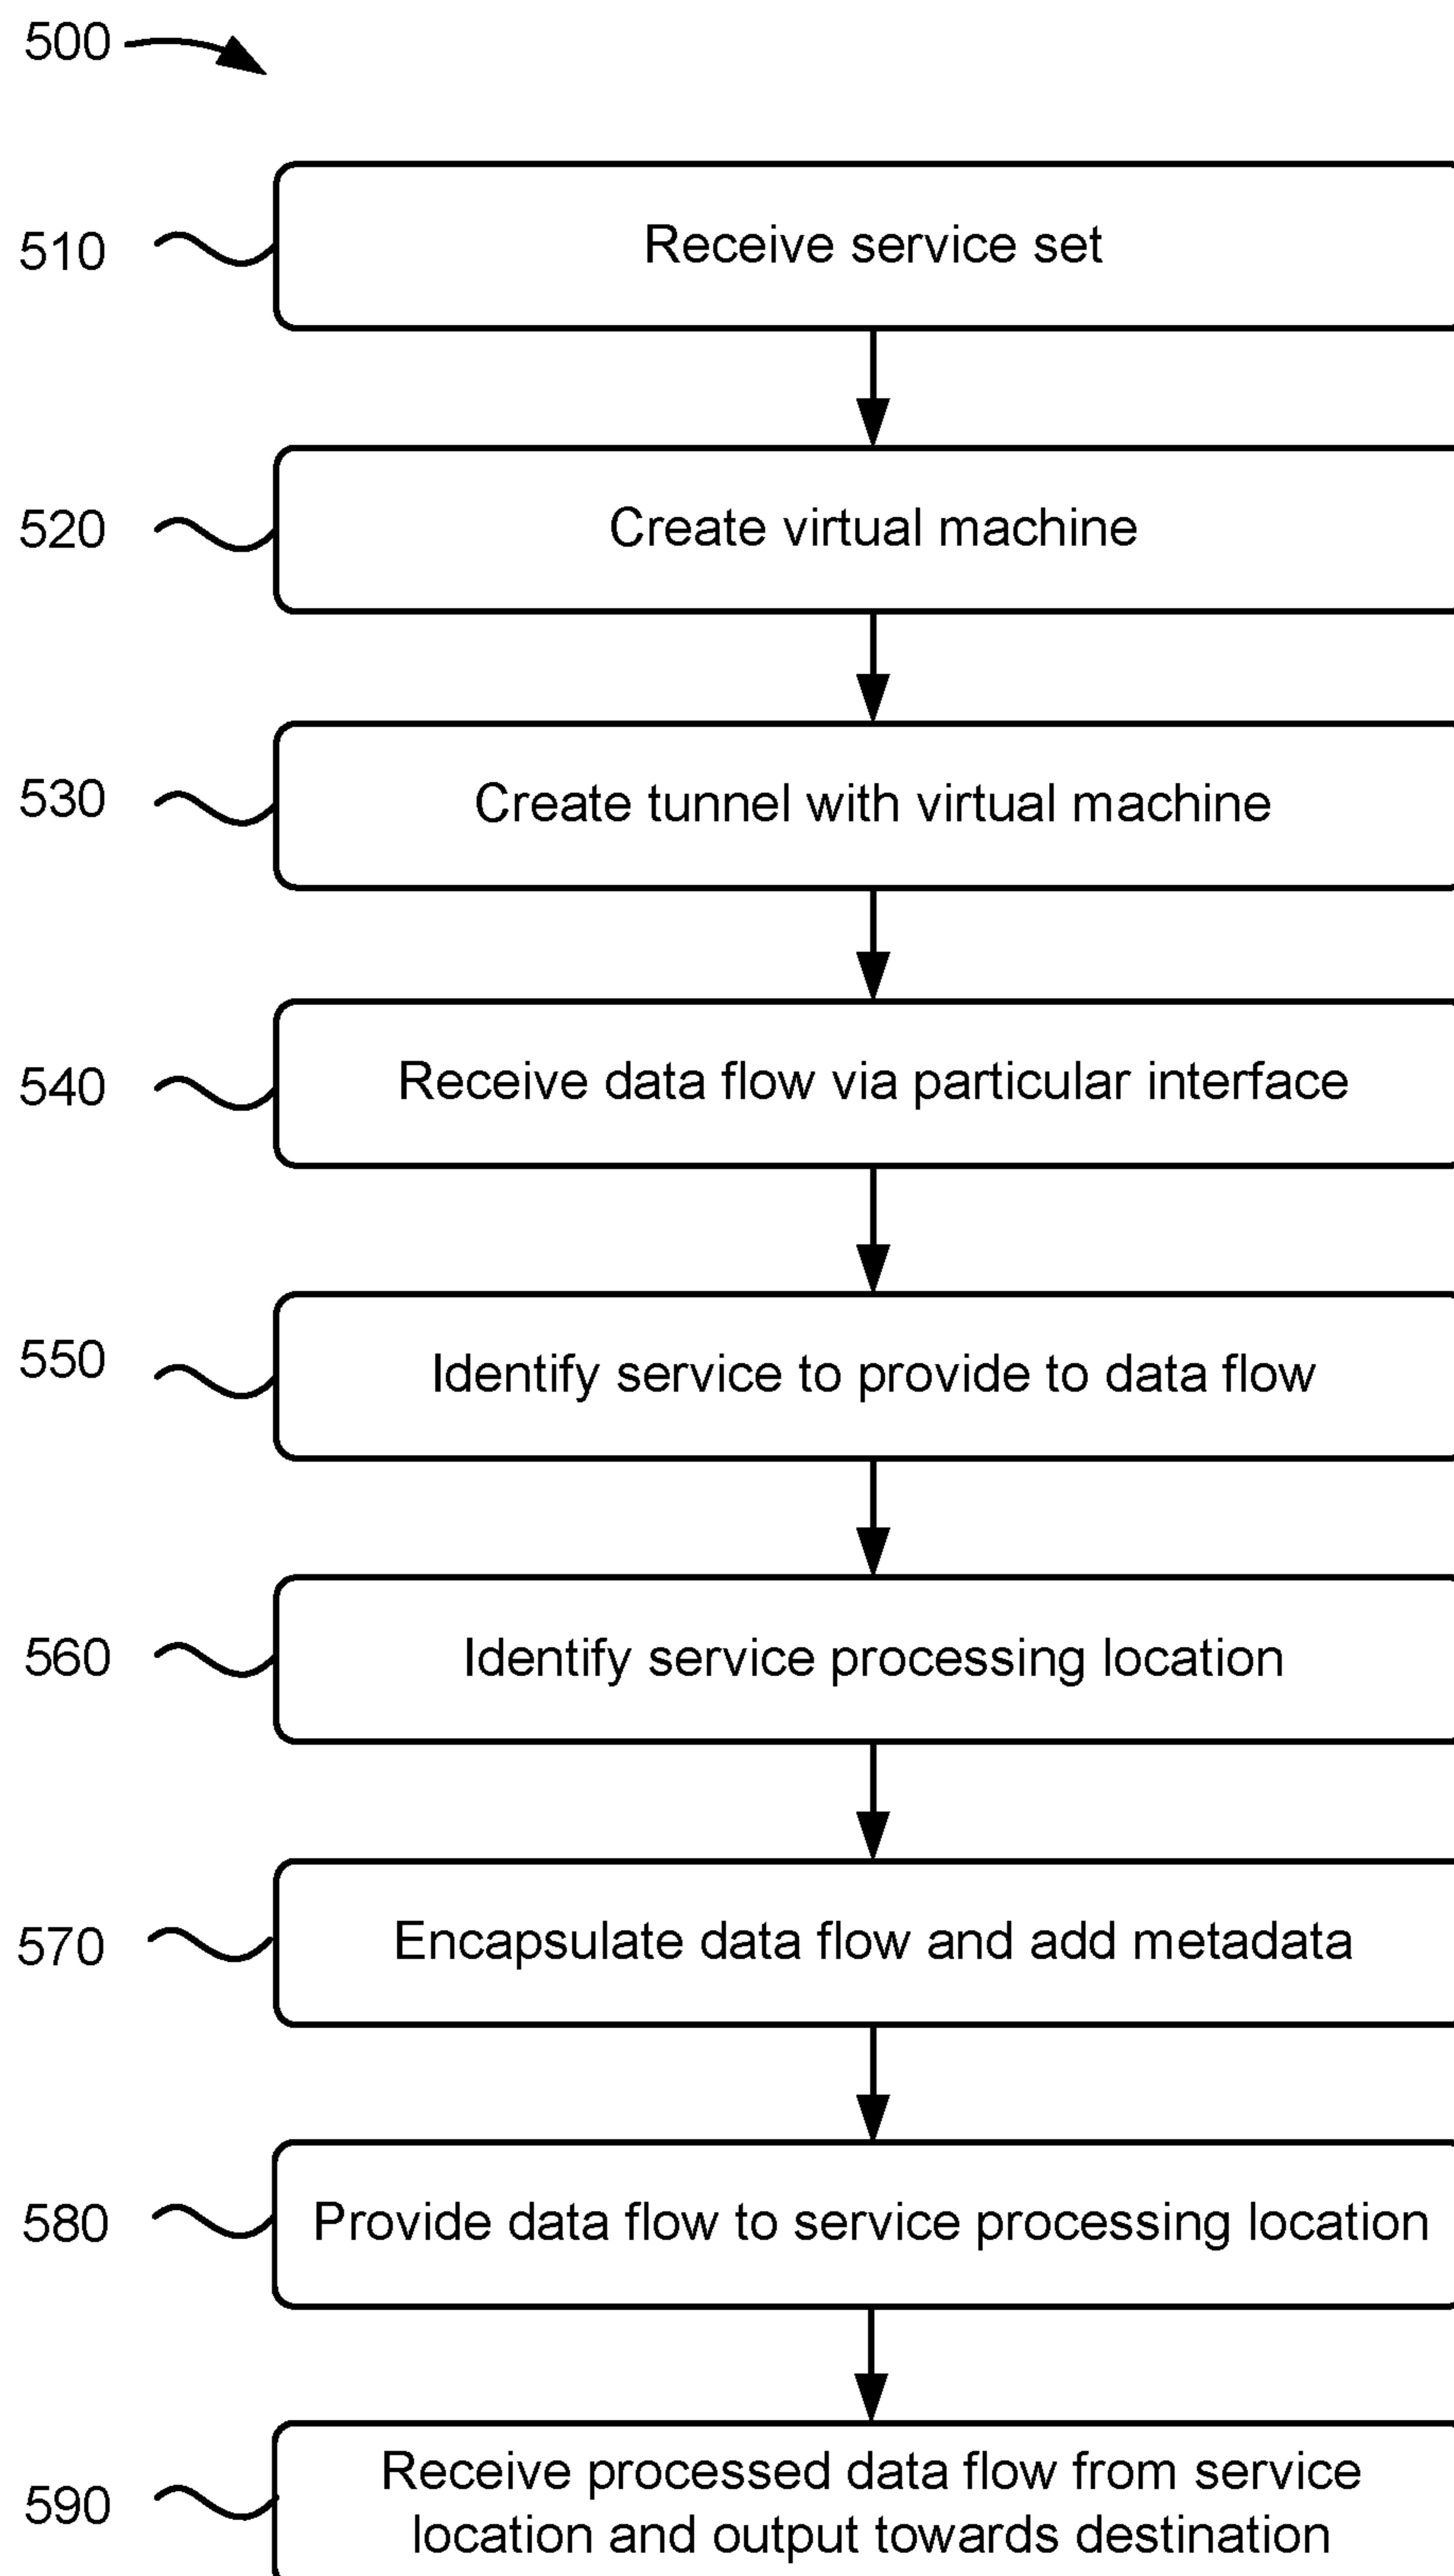 500
510
Receive service set
520
Create virtual machine
530
Create tunnel with virtual machine
540
Receive data flow via particular interface
550
Identify service to provide to data flow
560
Identify service processing location
570
Encapsulate data flow and add metadata
580
Provide data flow to service processing location
590
Receive processed data flow from service
location and output towards destination